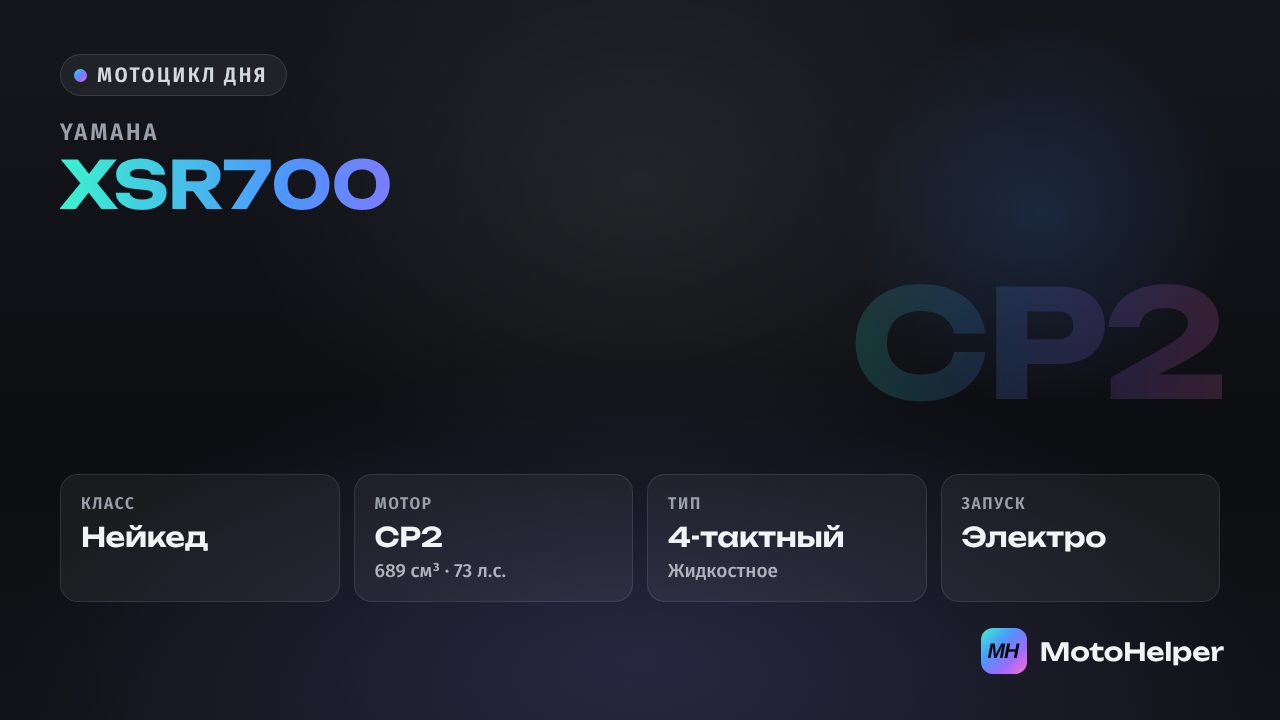 МОТОЦИКЛ ДНЯ
YAMAHA
XSR700
CP2
КЛАСС
Нейкед
МОТОР
CP2
689 см³ · 73 л.с.
ТИП
4-тактный
Жидкостное
ЗАПУСК
Электро
MH MotoHelper